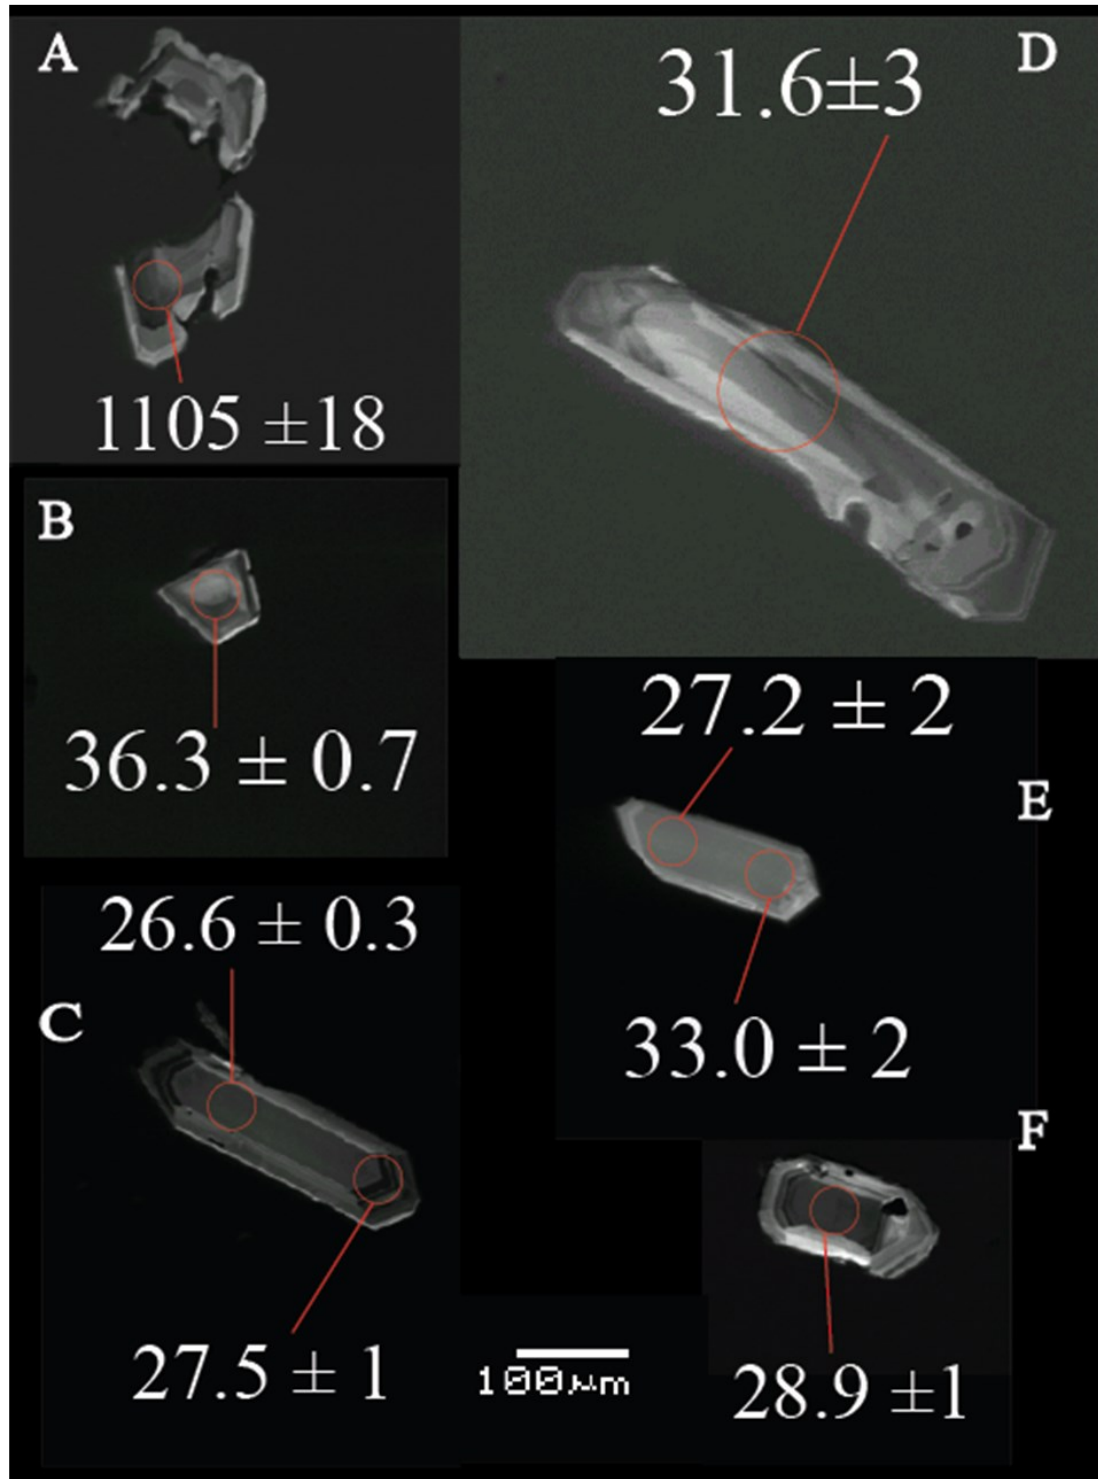 A
1105 ±18
B
36.3 ± 0.7
26.6 ± 0.3
C
27.5 ± 1
100μm
D
31.6±3
27.2 ± 2
E
33.0 ± 2
F
28.9 ±1